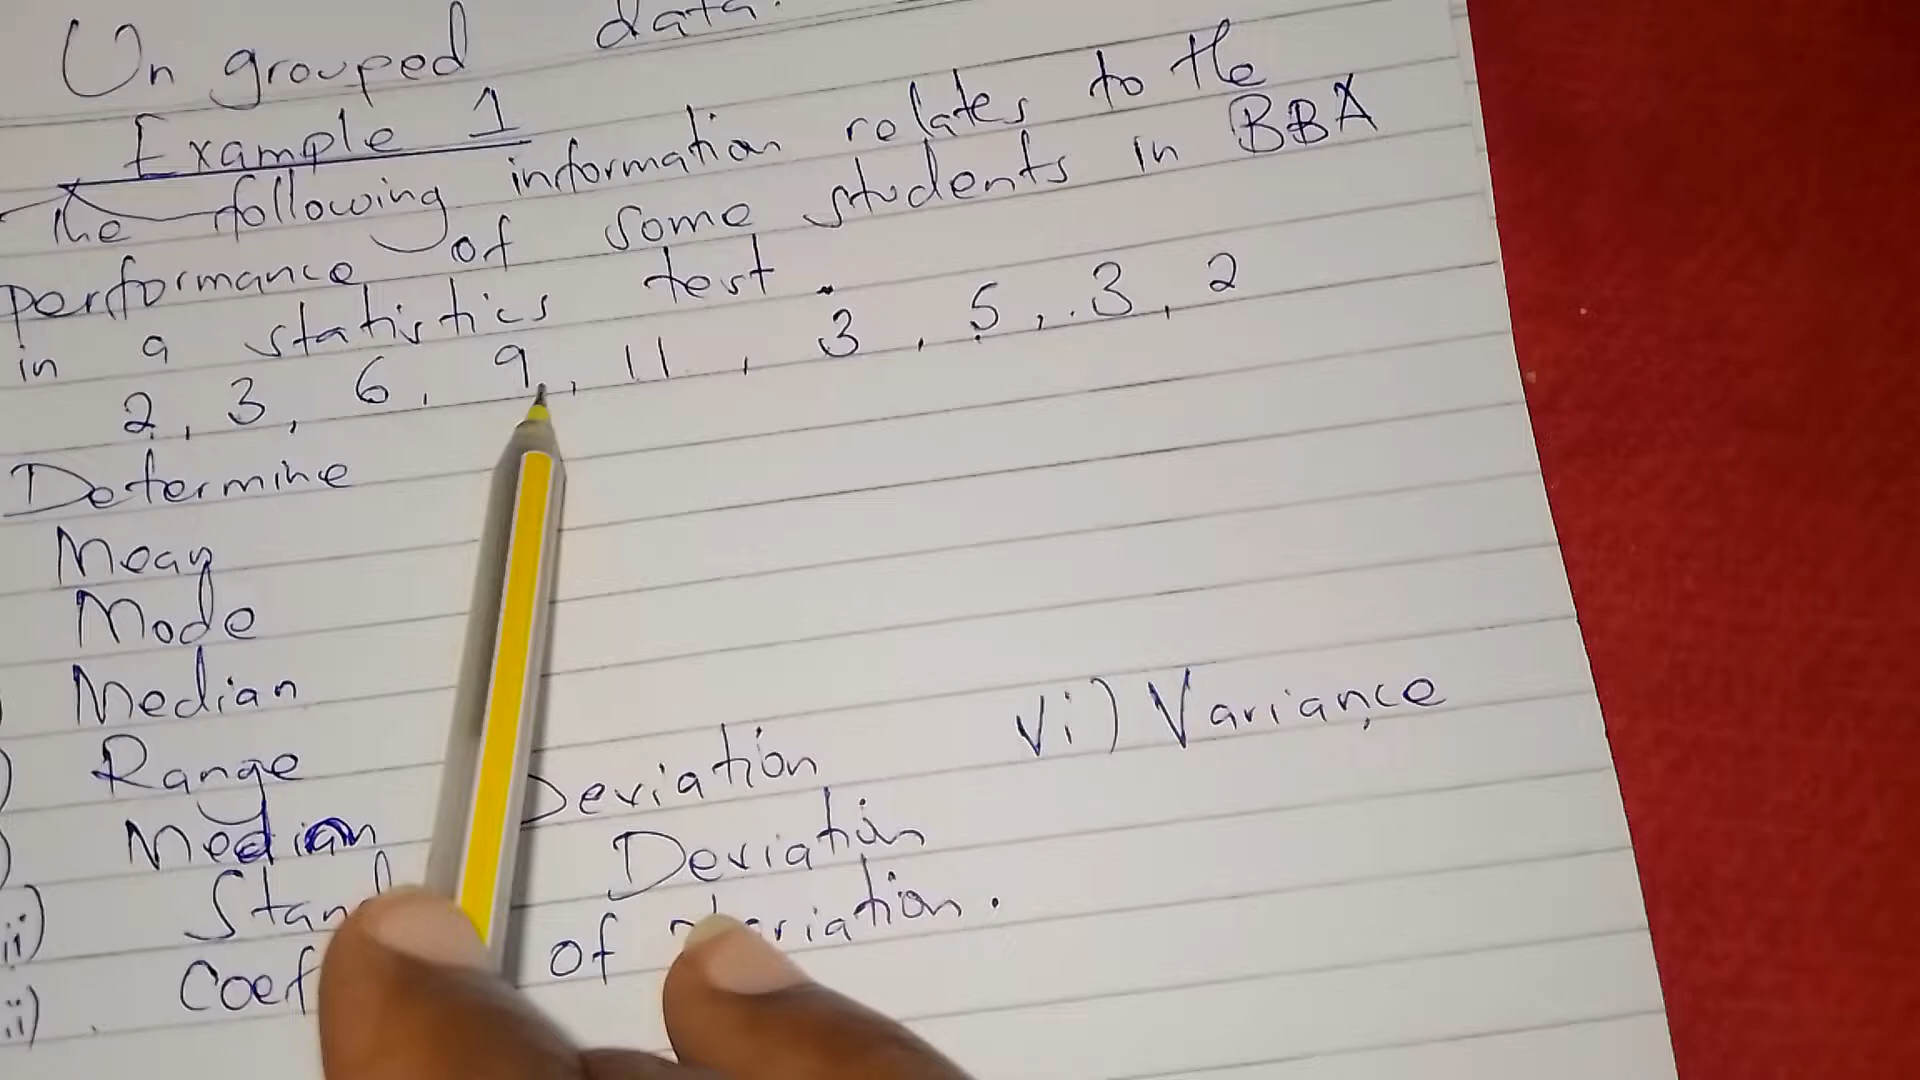 Un grouped data.
Example 1
The following information relates to the
performance of some students in BBA
in a statistics test.
2, 3, 6, 9, 11, 3, 5, 3, 2
Determine
Mean
Mode
Median
Range
Median Deviation
vi) Variance
Deviation
of